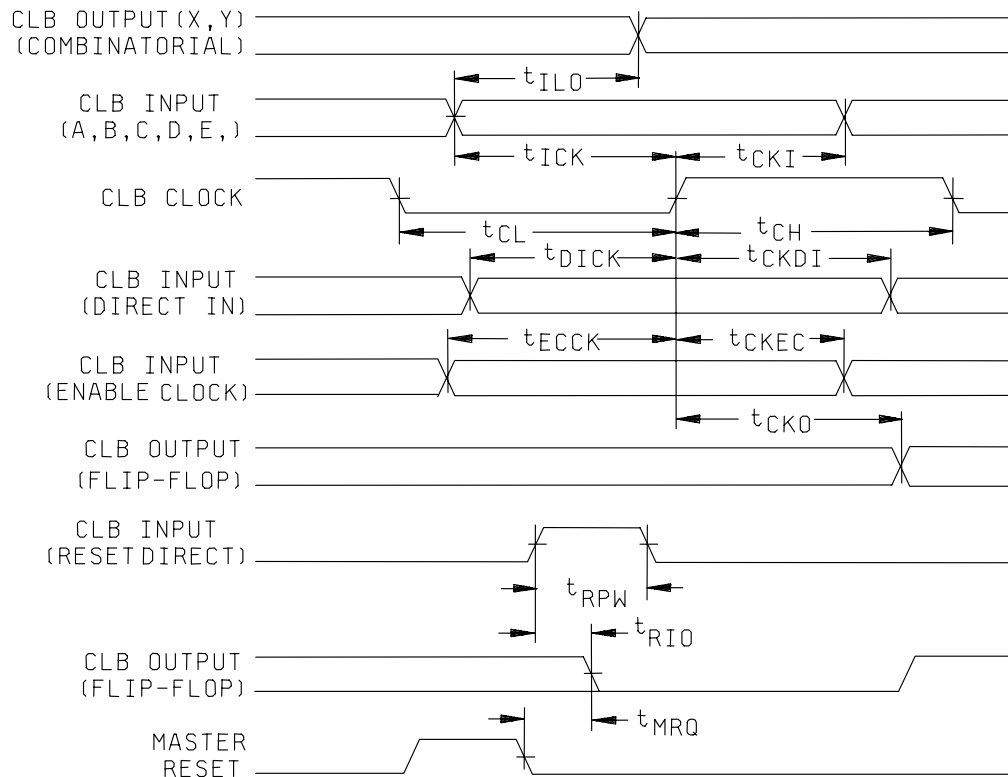 CLB OUTPUT(X,Y)
(COMBINATORIAL)
tILO
CLB INPUT
(A,B,C,D,E,)
tICK
tCKI
CLB CLOCK
tCL
tCH
tDICK
tCKDI
CLB INPUT
(DIRECT IN)
tECCK
tCKEC
CLB INPUT
(ENABLE CLOCK)
tCKO
CLB OUTPUT
(FLIP-FLOP)
CLB INPUT
(RESET DIRECT)
tRPW
tRIO
CLB OUTPUT
(FLIP-FLOP)
tMRQ
MASTER
RESET